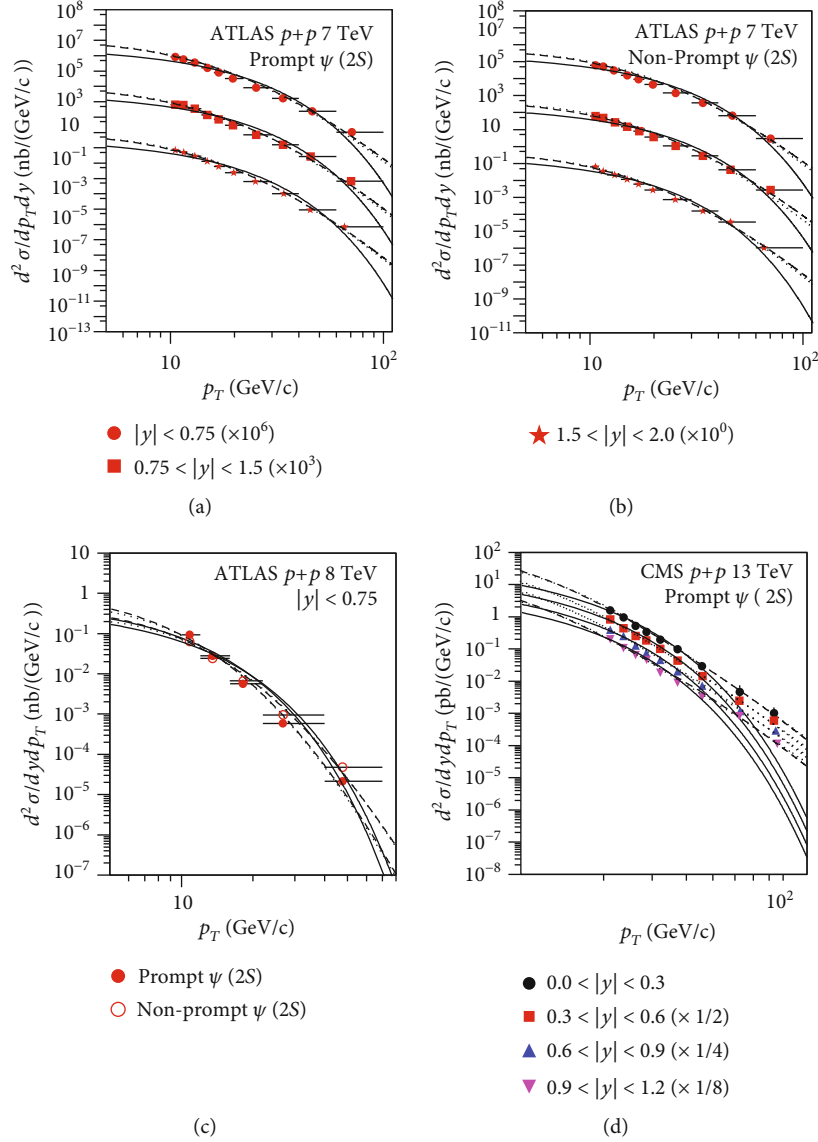 10^8
10^6
10^5
10^3
10
10^-1
10^-3
10^-5
10^-7
10^-9
10^-11
10^-13
d^2 σ/dp_T dy (nb/(GeV/c ))
ATLAS p+p 7 TeV
Prompt ψ (2S)
10
10^2
p_T (GeV/c)
|y| < 0.75 (×10^6)
0.75 < |y| < 1.5 (×10^3)
(a)
10^8
10^6
10^5
10^3
10
10^-1
10^-3
10^-5
10^-7
10^-9
10^-11
d^2 σ/dp_T dy (nb/(GeV/c ))
ATLAS p+p 7 TeV
Non-Prompt ψ (2S)
10
10^2
p_T (GeV/c)
1.5 < |y| < 2.0 (×10^0)
(b)
10
1
10^-1
10^-2
10^-3
10^-4
10^-5
10^-6
10^-7
d^2 σ/dydp_T (nb/(GeV/c ))
ATLAS p+p 8 TeV
|y| < 0.75
10
p_T (GeV/c)
Prompt ψ (2S)
Non-prompt ψ (2S)
(c)
10^2
10
1
10^-1
10^-2
10^-3
10^-4
10^-5
10^-6
10^-7
10^-8
d^2 σ/dydp_T (pb/(GeV/c ))
CMS p+p 13 TeV
Prompt ψ ( 2S)
10^2
p_T (GeV/c)
0.0 < |y| < 0.3
0.3 < |y| < 0.6 (× 1/2)
0.6 < |y| < 0.9 (× 1/4)
0.9 < |y| < 1.2 (× 1/8)
(d)